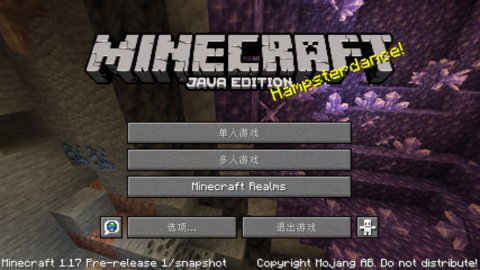 MINECRAFT
JAVA EDITION
Hampsterdance!
单人游戏
多人游戏
Minecraft Realms
选项...
退出游戏
Minecraft 1.17 Pre-release 1/snapshot
Copyright Mojang AB. Do not distribute!